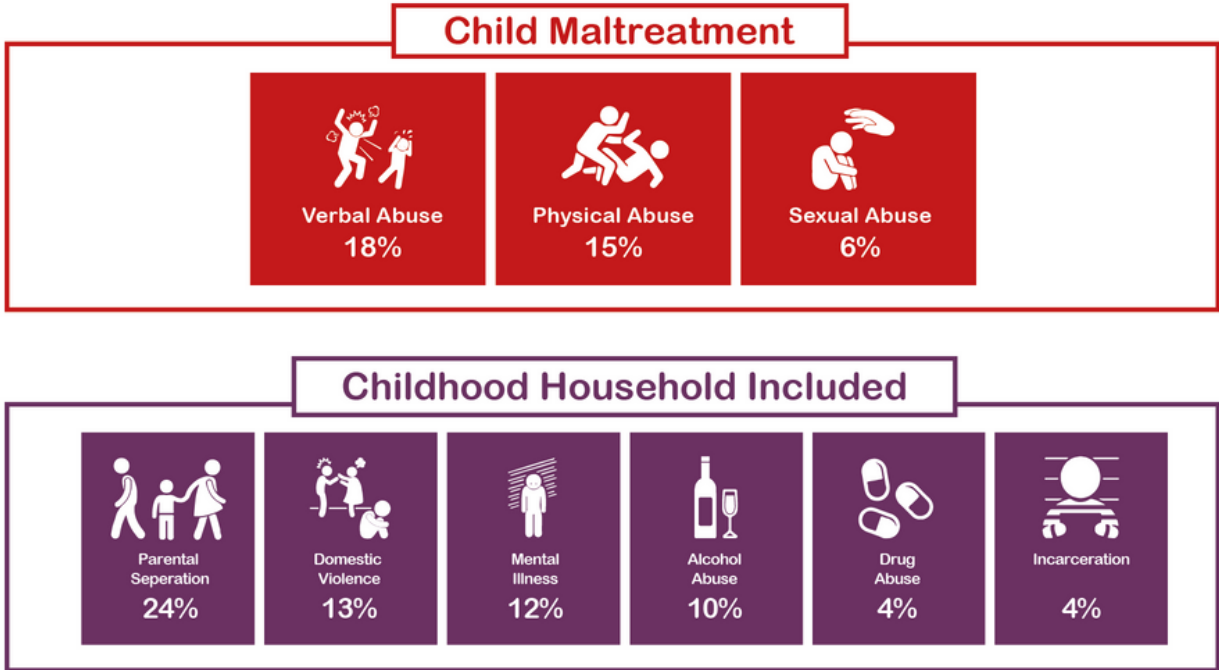 Child Maltreatment
Verbal Abuse
18%
Physical Abuse
15%
Sexual Abuse
6%
Childhood Household Included
Parental
Seperation
24%
Domestic
Violence
13%
Mental
Illness
12%
Alcohol
Abuse
10%
Drug
Abuse
4%
Incarceration
4%